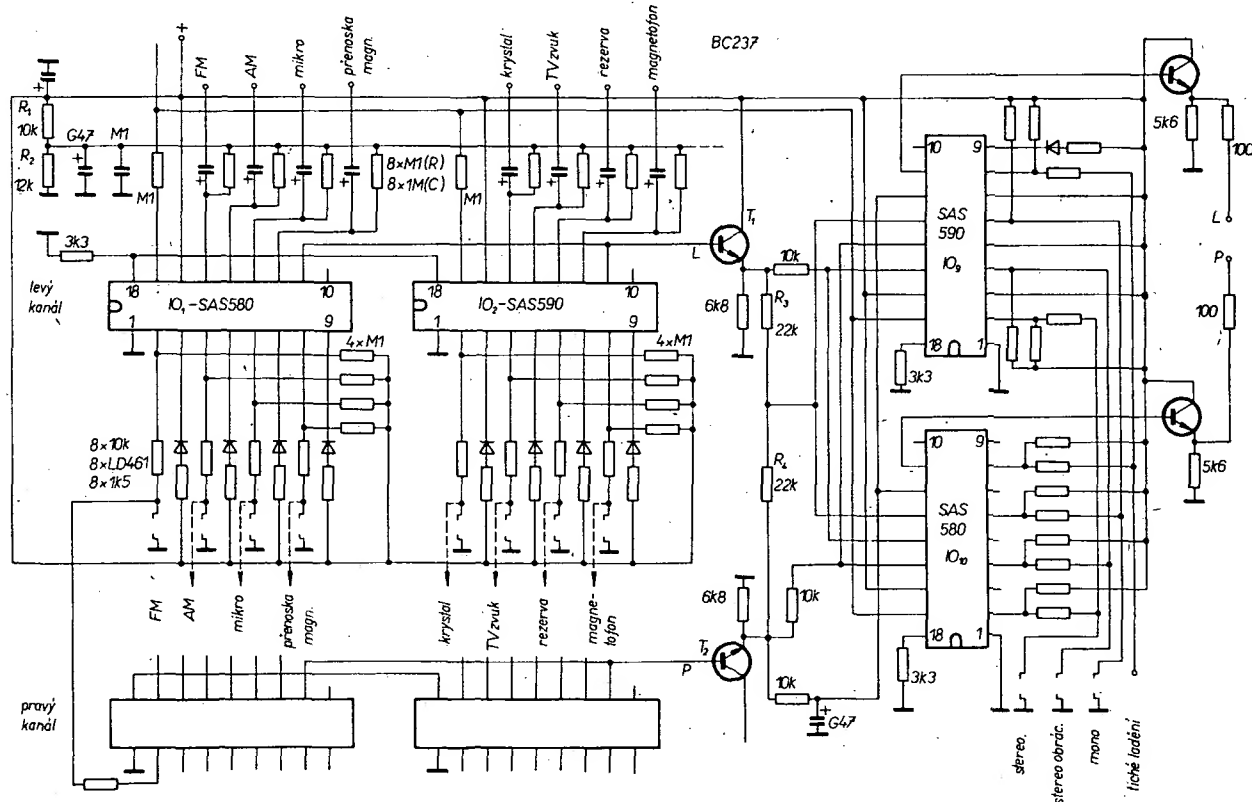 +
FM
AM
mikro
přenoska
magn.
krystal
TV zvuk
rezerva
magnetofon
BC237
R1
10k
R2
12k
G47
M1
M1
8×M1(R)
8×1M(C)
M1
3k3
levý
kanál
18
10
IO1-SAS580
1
9
18
10
IO2-SAS590
1
9
4×M1
4×M1
8×10k
8×LD461
8×1k5
T1
L
10k
6k8
R3
22k
R4
22k
10
9
SAS
590
IO9
18
1
3k3
5k6
100
L
P
100
5k6
10
9
SAS
580
IO10
18
1
3k3
FM
AM
mikro
přenoska
magn.
krystal
TV zvuk
rezerva
magne-
tofon
6k8
10k
T2
P
10k
G47
pravý
kanál
stereo
stereo obrác.
mono
tiché ladění